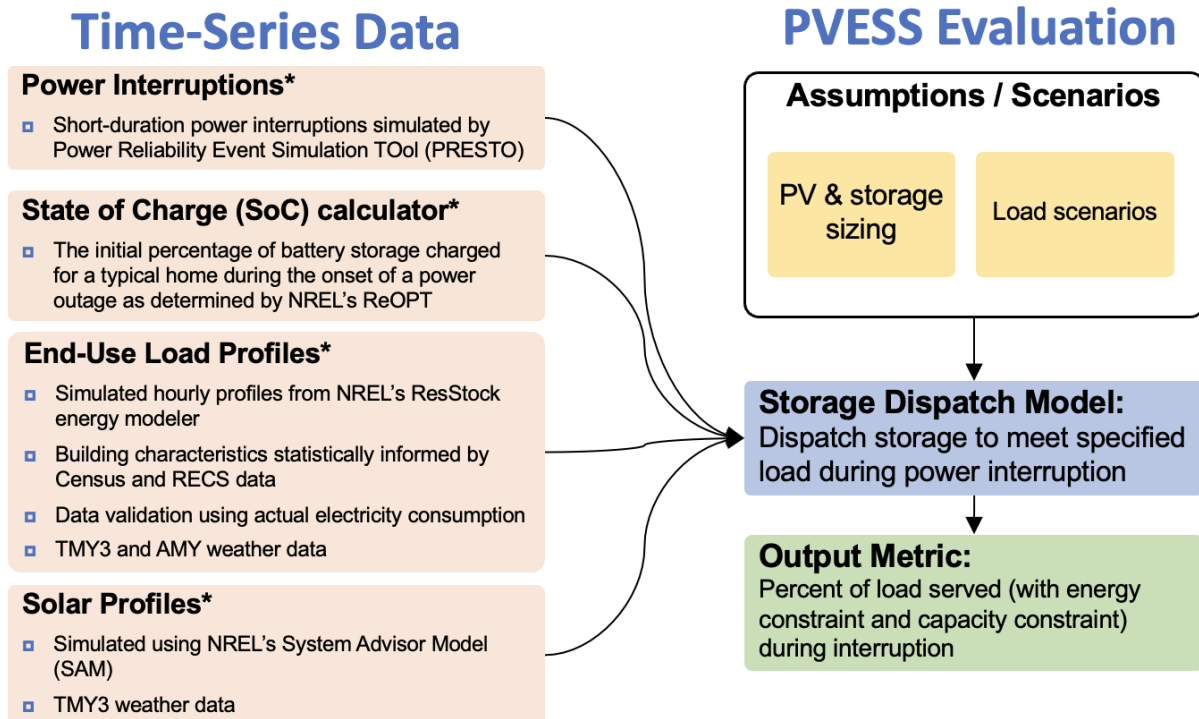 Time-Series Data
Power Interruptions*
Short-duration power interruptions simulated by
Power Reliability Event Simulation TOol (PRESTO)
State of Charge (SoC) calculator*
The initial percentage of battery storage charged
for a typical home during the onset of a power
outage as determined by NREL's ReOPT
End-Use Load Profiles*
Simulated hourly profiles from NREL's ResStock
energy modeler
Building characteristics statistically informed by
Census and RECS data
Data validation using actual electricity consumption
TMY3 and AMY weather data
Solar Profiles*
Simulated using NREL's System Advisor Model
(SAM)
TMY3 weather data
PVESS Evaluation
Assumptions / Scenarios
PV & storage
sizing
Load scenarios
Storage Dispatch Model:
Dispatch storage to meet specified
load during power interruption
Output Metric:
Percent of load served (with energy
constraint and capacity constraint)
during interruption